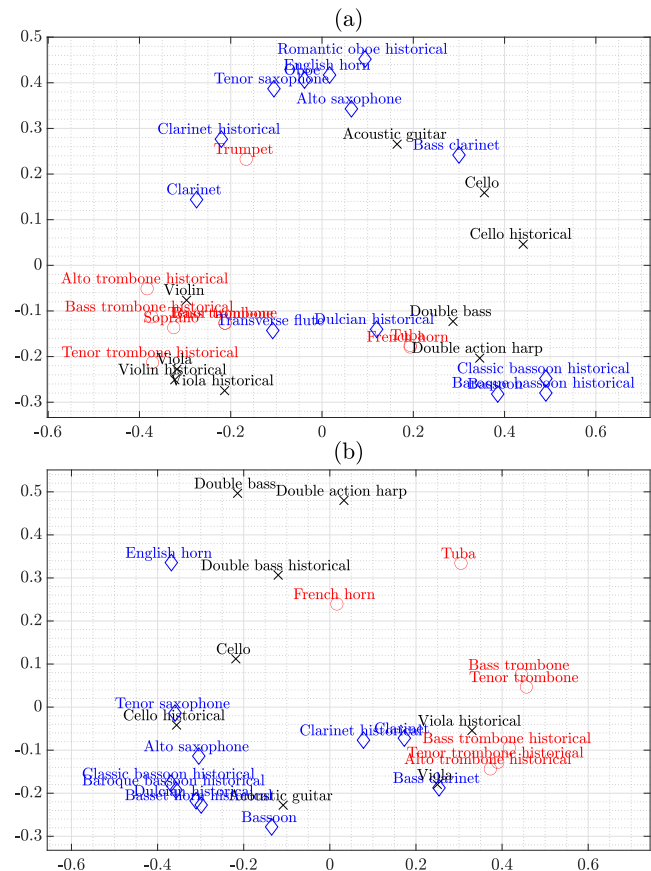 (a)
0.5
Romantic oboe historical
English horn
Oboe
Tenor saxophone
0.4
Alto saxophone
0.3
Clarinet historical
Acoustic guitar
Trumpet
Bass clarinet
0.2
Clarinet
Cello
0.1
Cello historical
0
Alto trombone historical
Violin
-0.1
Bass trombone historical
Double bass
Soprano
Transverse flute
Dulcian historical
Tuba
French horn
-0.2
Tenor trombone historical
Double action harp
Viola
Violin historical
Classic bassoon historical
Viola historical
Bassoon
Baroque bassoon historical
-0.3
-0.6 -0.4 -0.2 0 0.2 0.4 0.6
(b)
Double bass
0.5
Double action harp
0.4
English horn
Tuba
Double bass historical
0.3
French horn
0.2
Cello
0.1
Bass trombone
Tenor trombone
0
Tenor saxophone
Cello historical
Viola historical
Clarinet historical
Clarinet
Bass trombone historical
-0.1
Alto saxophone
Tenor trombone historical
Alto trombone historical
Classic bassoon historical
Viola
Baroque bassoon historical
Bass clarinet
-0.2
Dulcian historical
Basset horn historical
Acoustic guitar
Bassoon
-0.3
-0.6 -0.4 -0.2 0 0.2 0.4 0.6